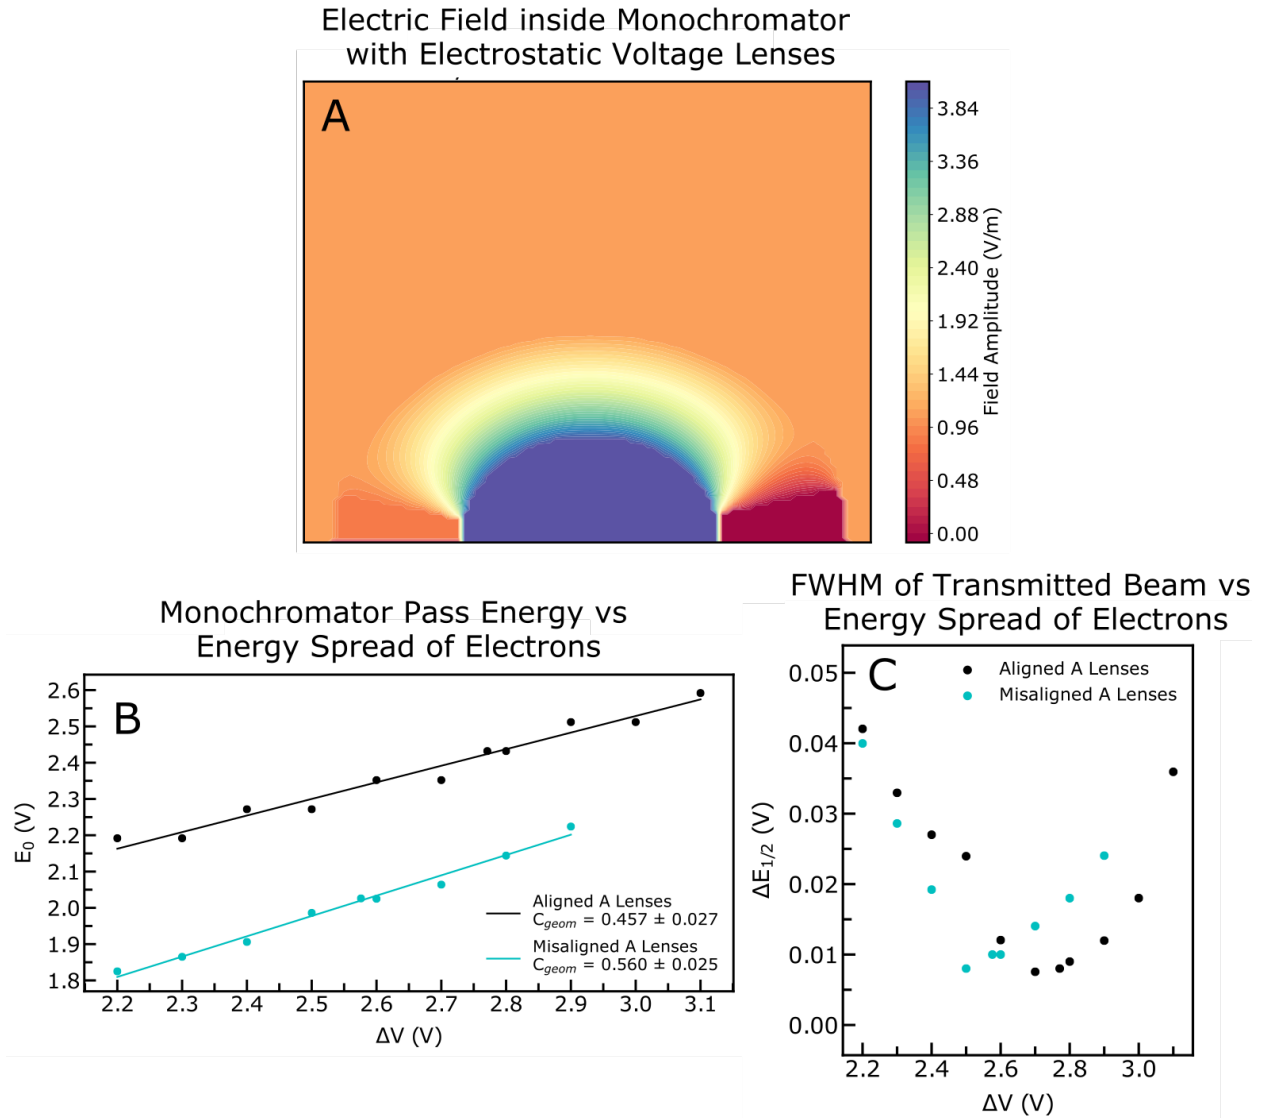 Electric Field inside Monochromator
with Electrostatic Voltage Lenses
A
3.84
3.36
2.88
2.40
1.92
1.44
0.96
0.48
0.00
Field Amplitude (V/m)
Monochromator Pass Energy vs
Energy Spread of Electrons
B
2.6
2.5
2.4
2.3
2.2
2.1
2.0
1.9
1.8
E₀ (V)
Aligned A Lenses
C_geom = 0.457 ± 0.027
Misaligned A Lenses
C_geom = 0.560 ± 0.025
2.2 2.3 2.4 2.5 2.6 2.7 2.8 2.9 3.0 3.1
ΔV (V)
FWHM of Transmitted Beam vs
Energy Spread of Electrons
C
Aligned A Lenses
Misaligned A Lenses
0.05
0.04
0.03
0.02
0.01
0.00
ΔE₁/₂ (V)
2.2 2.4 2.6 2.8 3.0
ΔV (V)